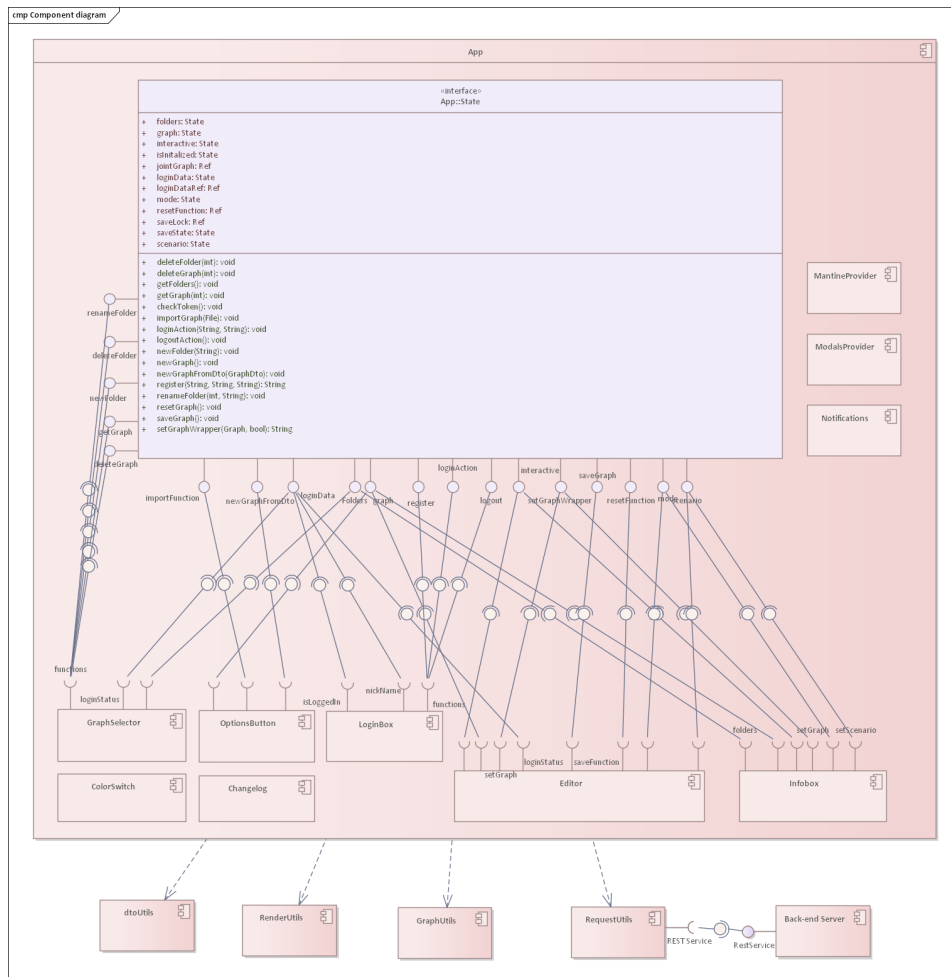 cmp Component diagram
App
«interface»
App::State
+ folders: State
+ graph: State
+ interactive: State
+ isInitalized: State
+ jointGraph: Ref
+ loginData: State
+ loginDataRef: Ref
+ mode: State
+ resetFunction: Ref
+ saveLock: Ref
+ saveState: State
+ scenario: State
+ deleteFolder(int): void
+ deleteGraph(int): void
+ getFolders(): void
+ getGraph(int): void
+ checkToken(): void
+ importGraph(File): void
+ loginAction(String, String): void
+ logoutAction(): void
+ newFolder(String): void
+ newGraph(): void
+ newGraphFromDto(GraphDto): void
+ register(String, String, String): String
+ renameFolder(int, String): void
+ resetGraph(): void
+ saveGraph(): void
+ setGraphWrapper(Graph, bool): String
MantineProvider
ModalsProvider
Notifications
renameFolder
deleteFolder
newFolder
getGraph
deleteGraph
importFunction
newGraphFromDto
loginData
Folders
graph
register
loginAction
logout
interactive
setGraphWrapper
saveGraph
resetFunction
mode
scenario
functions
loginStatus
isLoggedIn
nickName
functions
GraphSelector
OptionsButton
LoginBox
setGraph
loginStatus
saveFunction
folders
setGraph
setScenario
ColorSwitch
Changelog
Editor
Infobox
dtoUtils
RenderUtils
GraphUtils
RequestUtils
REST Service
RestService
Back-end Server